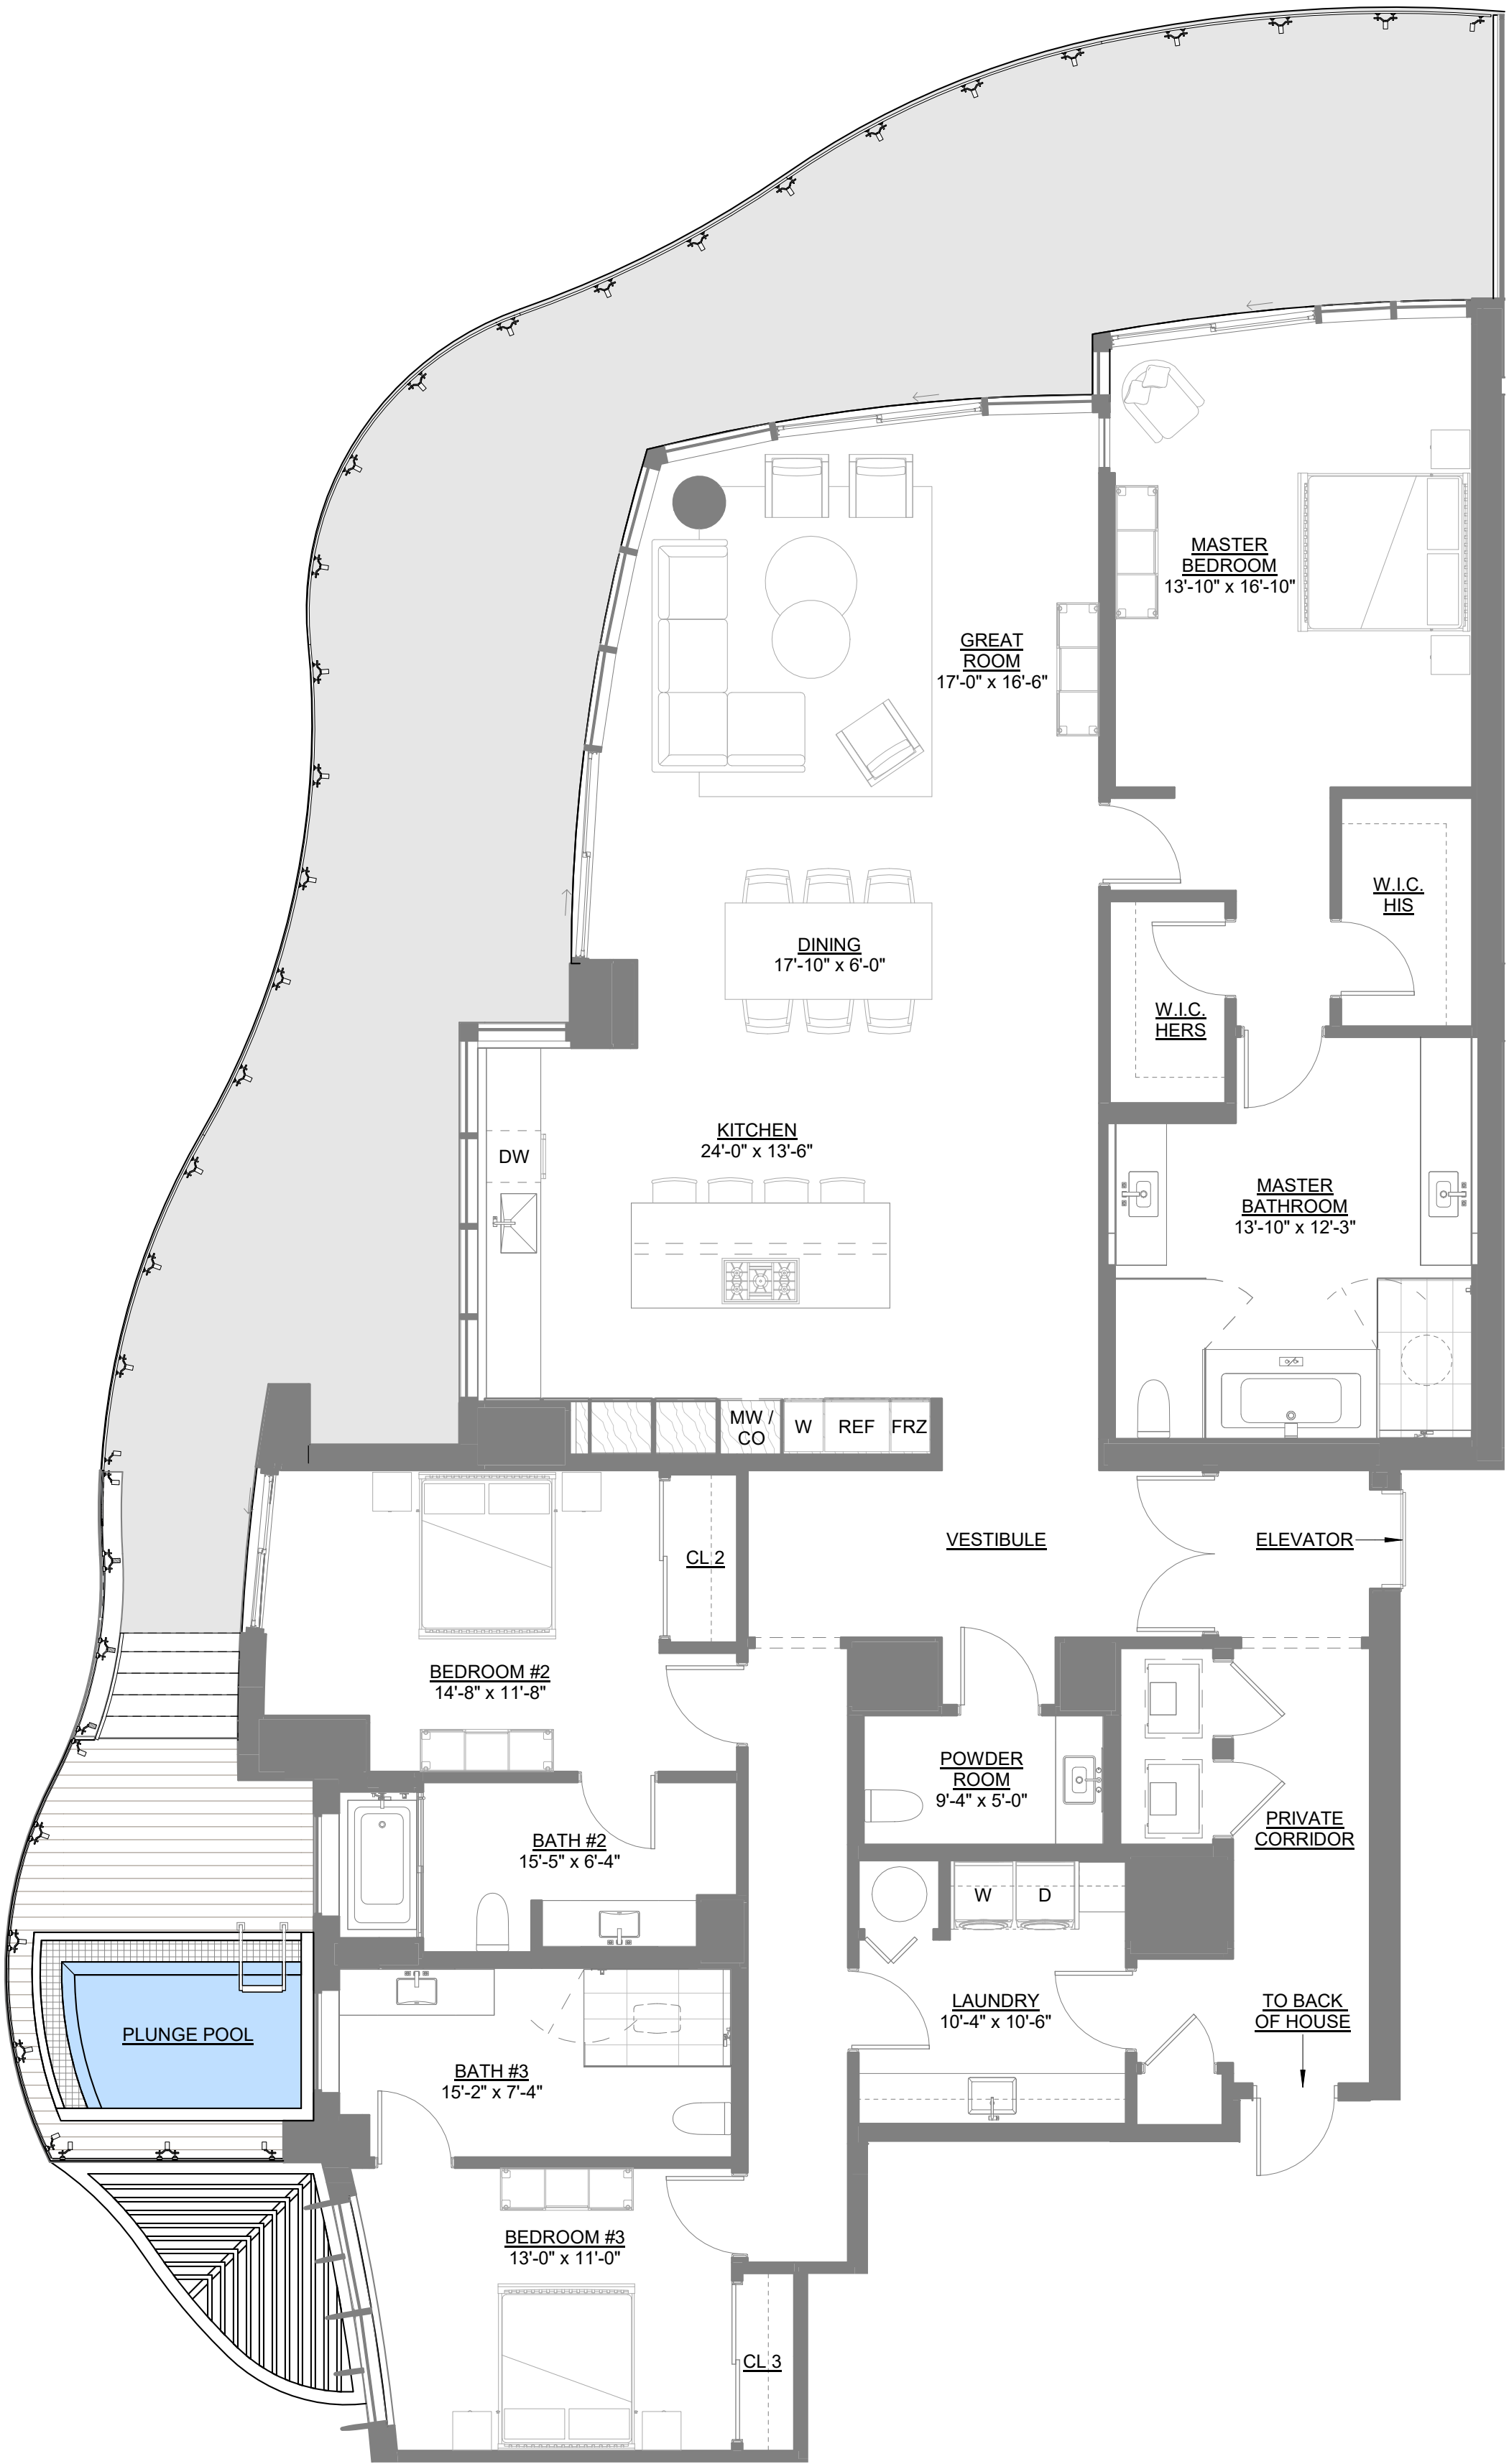 MASTER
BEDROOM
13'-10" x 16'-10"
GREAT
ROOM
17'-0" x 16'-6"
W.I.C.
HIS
DINING
17'-10" x 6'-0"
W.I.C.
HERS
KITCHEN
24'-0" x 13'-6"
DW
MASTER
BATHROOM
13'-10" x 12'-3"
MW /
CO
W
REF
FRZ
VESTIBULE
ELEVATOR
CL 2
BEDROOM #2
14'-8" x 11'-8"
POWDER
ROOM
9'-4" x 5'-0"
PRIVATE
CORRIDOR
BATH #2
15'-5" x 6'-4"
W
D
LAUNDRY
10'-4" x 10'-6"
TO BACK
OF HOUSE
PLUNGE POOL
BATH #3
15'-2" x 7'-4"
BEDROOM #3
13'-0" x 11'-0"
CL 3